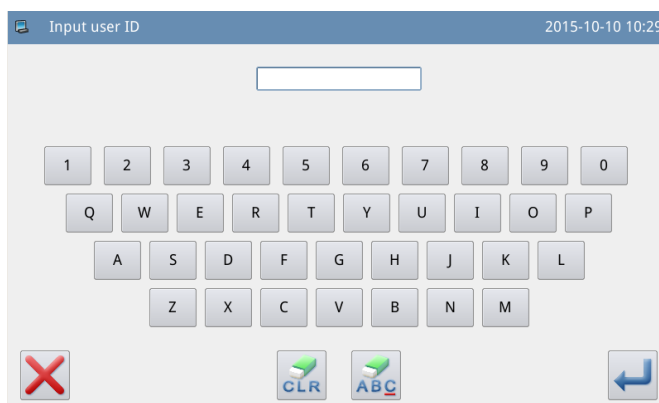 Input user ID 2015-10-10 10:29
1 2 3 4 5 6 7 8 9 0
Q W E R T Y U I O P
A S D F G H J K L
Z X C V B N M
CLR ABC